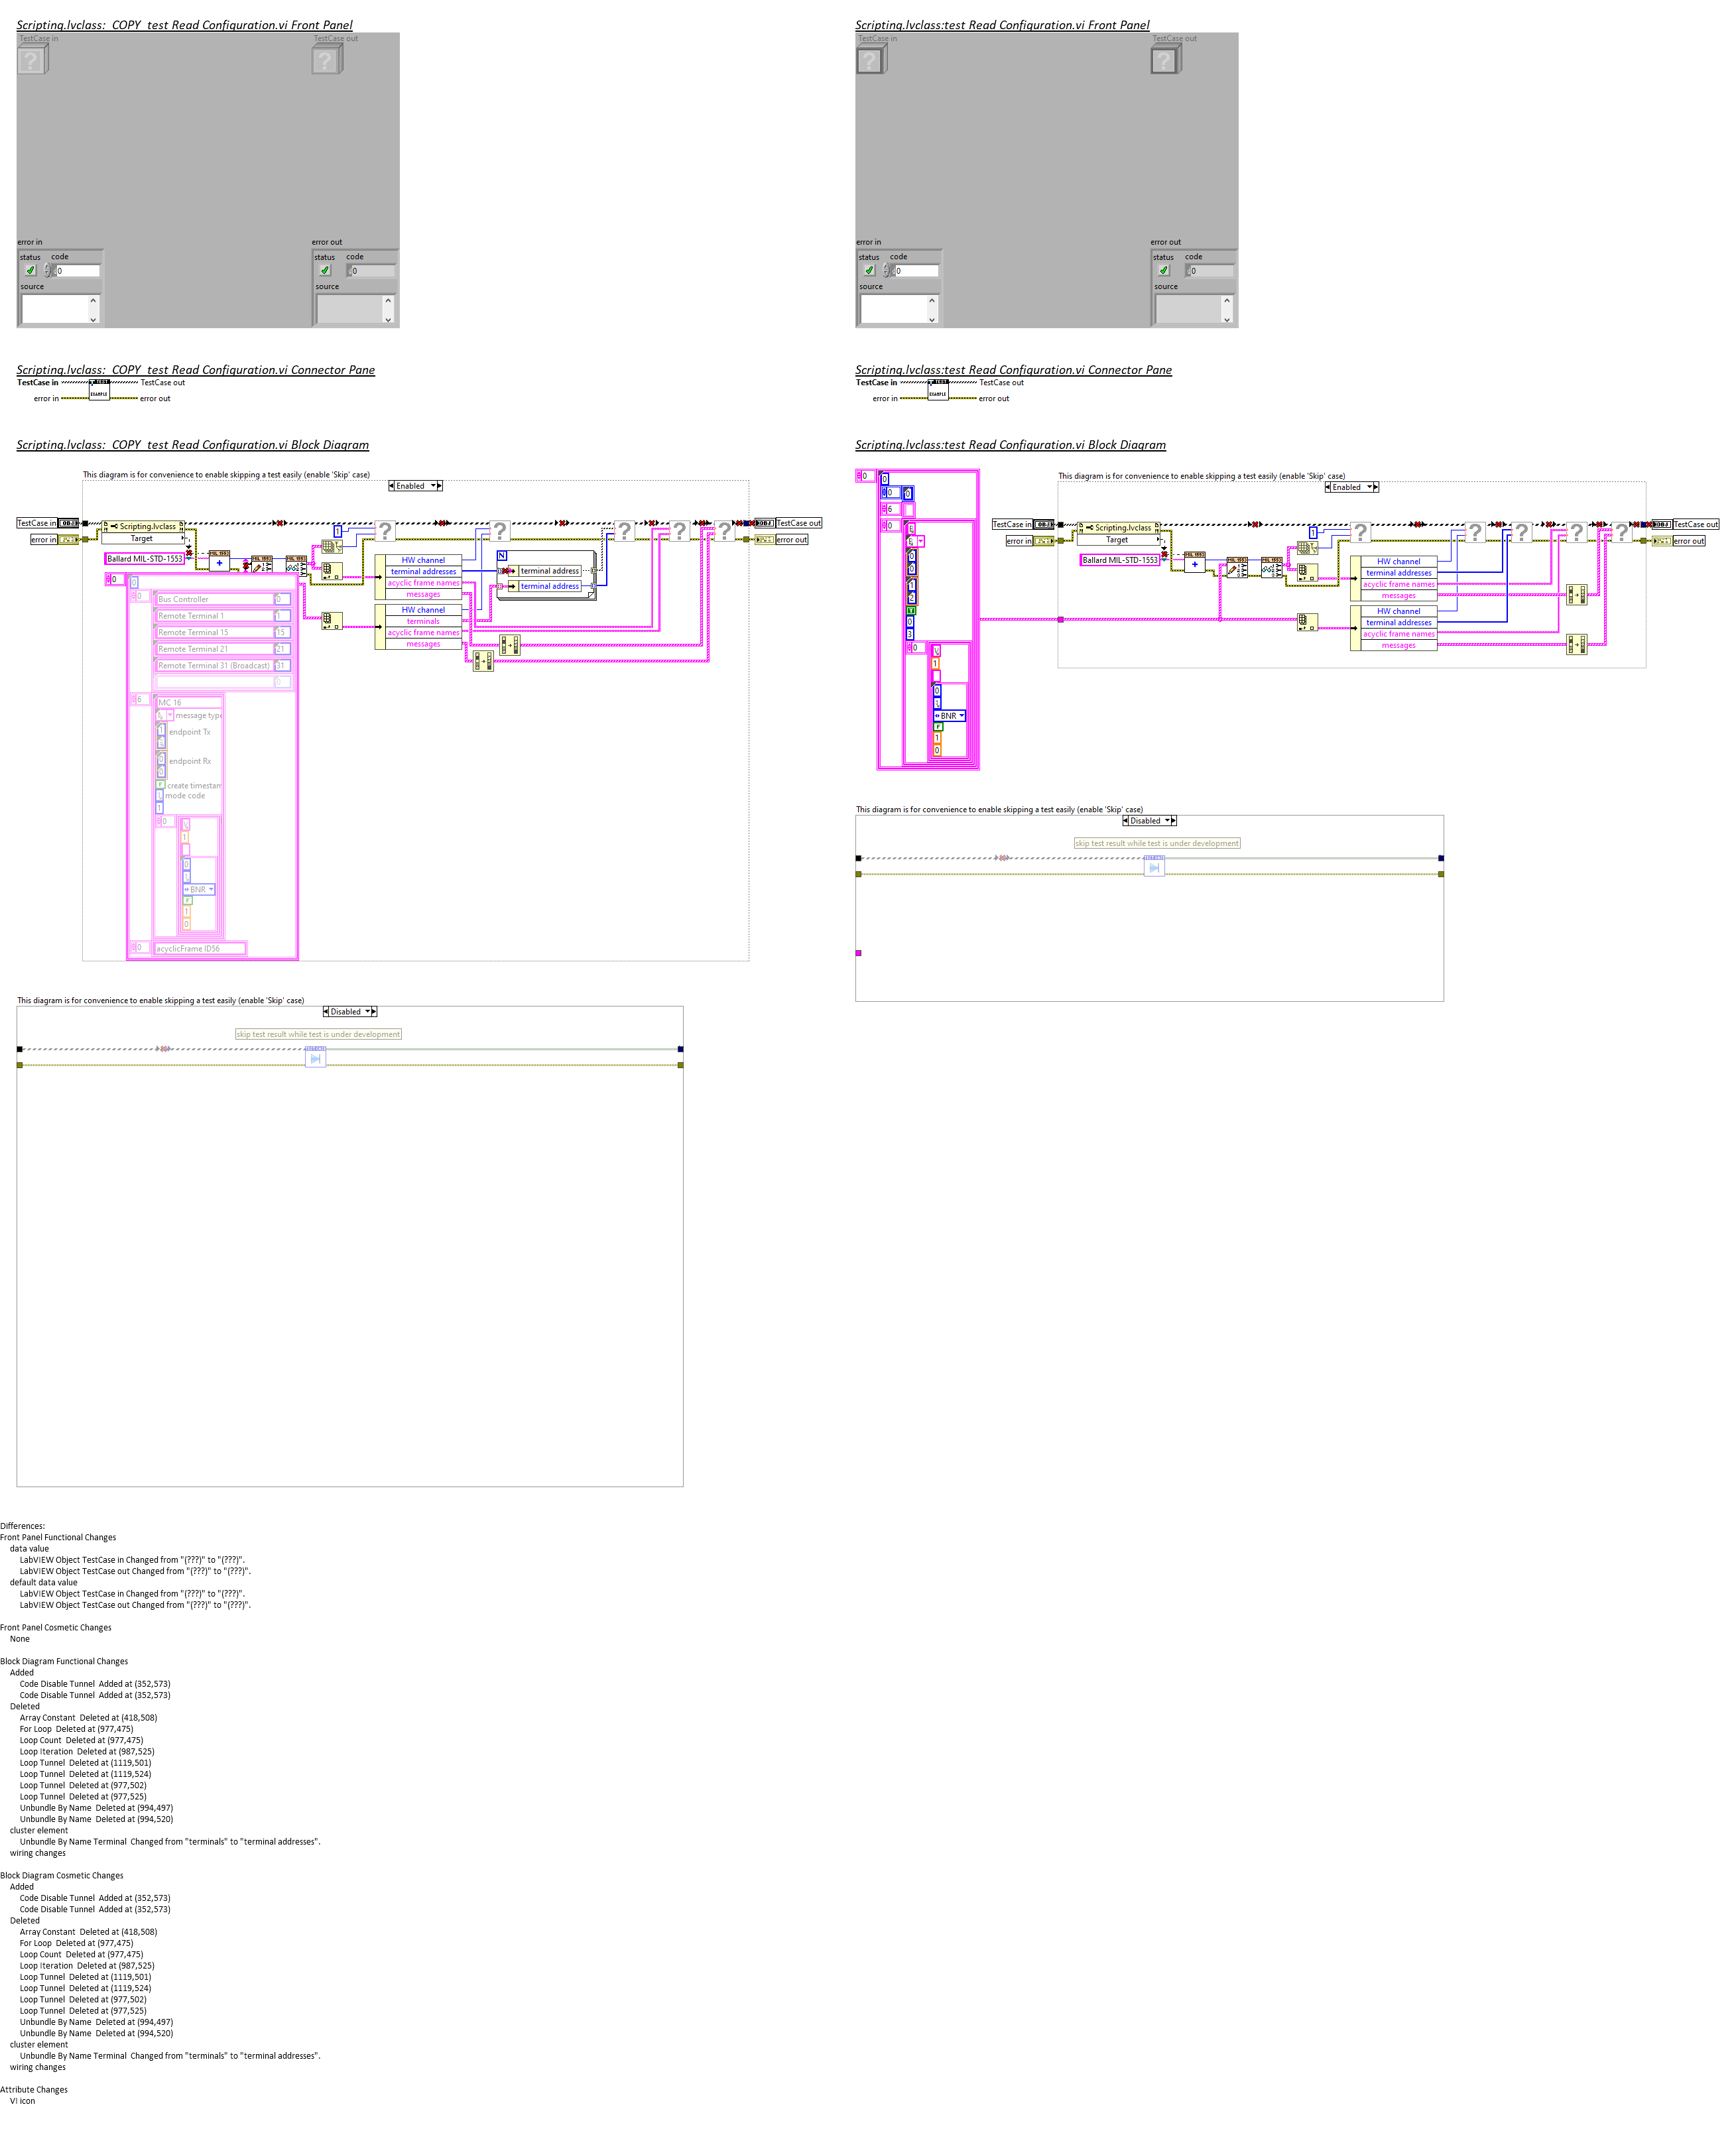 Scripting.lvclass:_COPY_test Read Configuration.vi Front Panel
TestCase in
TestCase out
error in
error out
status
code
0
status
code
0
source
source
Scripting.lvclass:_COPY_test Read Configuration.vi Connector Pane
TestCase in
TestCase out
EXAMPLE
error in
error out
Scripting.lvclass:_COPY_test Read Configuration.vi Block Diagram
This diagram is for convenience to enable skipping a test easily (enable 'Skip' case)
Enabled
TestCase in
Scripting.lvclass
TestCase out
error in
Target
error out
Ballard MIL-STD-1553
HW channel
terminal addresses
acyclic frame names
messages
N
terminal address
terminal address
HW channel
terminals
acyclic frame names
messages
Bus Controller 0
Remote Terminal 1 1
Remote Terminal 15 15
Remote Terminal 21 21
Remote Terminal 31 (Broadcast) 31
6
MC 16
message type
endpoint Tx
endpoint Rx
create timestam
mode code
BNR
acyclicFrame ID56
This diagram is for convenience to enable skipping a test easily (enable 'Skip' case)
Disabled
skip test result while test is under development
Scripting.lvclass:test Read Configuration.vi Front Panel
TestCase in
TestCase out
error in
error out
status
code
0
status
code
0
source
source
Scripting.lvclass:test Read Configuration.vi Connector Pane
TestCase in
TestCase out
EXAMPLE
error in
error out
Scripting.lvclass:test Read Configuration.vi Block Diagram
This diagram is for convenience to enable skipping a test easily (enable 'Skip' case)
Enabled
TestCase in
Scripting.lvclass
TestCase out
error in
Target
error out
Ballard MIL-STD-1553
HW channel
terminal addresses
acyclic frame names
messages
HW channel
terminal addresses
acyclic frame names
messages
BNR
This diagram is for convenience to enable skipping a test easily (enable 'Skip' case)
Disabled
skip test result while test is under development
Differences:
Front Panel Functional Changes
data value
LabVIEW Object TestCase in Changed from "(???)" to "(???)".
LabVIEW Object TestCase out Changed from "(???)" to "(???)".
default data value
LabVIEW Object TestCase in Changed from "(???)" to "(???)".
LabVIEW Object TestCase out Changed from "(???)" to "(???)".
Front Panel Cosmetic Changes
None
Block Diagram Functional Changes
Added
Code Disable Tunnel  Added at (352,573)
Code Disable Tunnel  Added at (352,573)
Deleted
Array Constant  Deleted at (418,508)
For Loop  Deleted at (977,475)
Loop Count  Deleted at (977,475)
Loop Iteration  Deleted at (987,525)
Loop Tunnel  Deleted at (1119,501)
Loop Tunnel  Deleted at (1119,524)
Loop Tunnel  Deleted at (977,502)
Loop Tunnel  Deleted at (977,525)
Unbundle By Name  Deleted at (994,497)
Unbundle By Name  Deleted at (994,520)
cluster element
Unbundle By Name Terminal  Changed from "terminals" to "terminal addresses".
wiring changes
Block Diagram Cosmetic Changes
Added
Code Disable Tunnel  Added at (352,573)
Code Disable Tunnel  Added at (352,573)
Deleted
Array Constant  Deleted at (418,508)
For Loop  Deleted at (977,475)
Loop Count  Deleted at (977,475)
Loop Iteration  Deleted at (987,525)
Loop Tunnel  Deleted at (1119,501)
Loop Tunnel  Deleted at (1119,524)
Loop Tunnel  Deleted at (977,502)
Loop Tunnel  Deleted at (977,525)
Unbundle By Name  Deleted at (994,497)
Unbundle By Name  Deleted at (994,520)
cluster element
Unbundle By Name Terminal  Changed from "terminals" to "terminal addresses".
wiring changes
Attribute Changes
VI icon